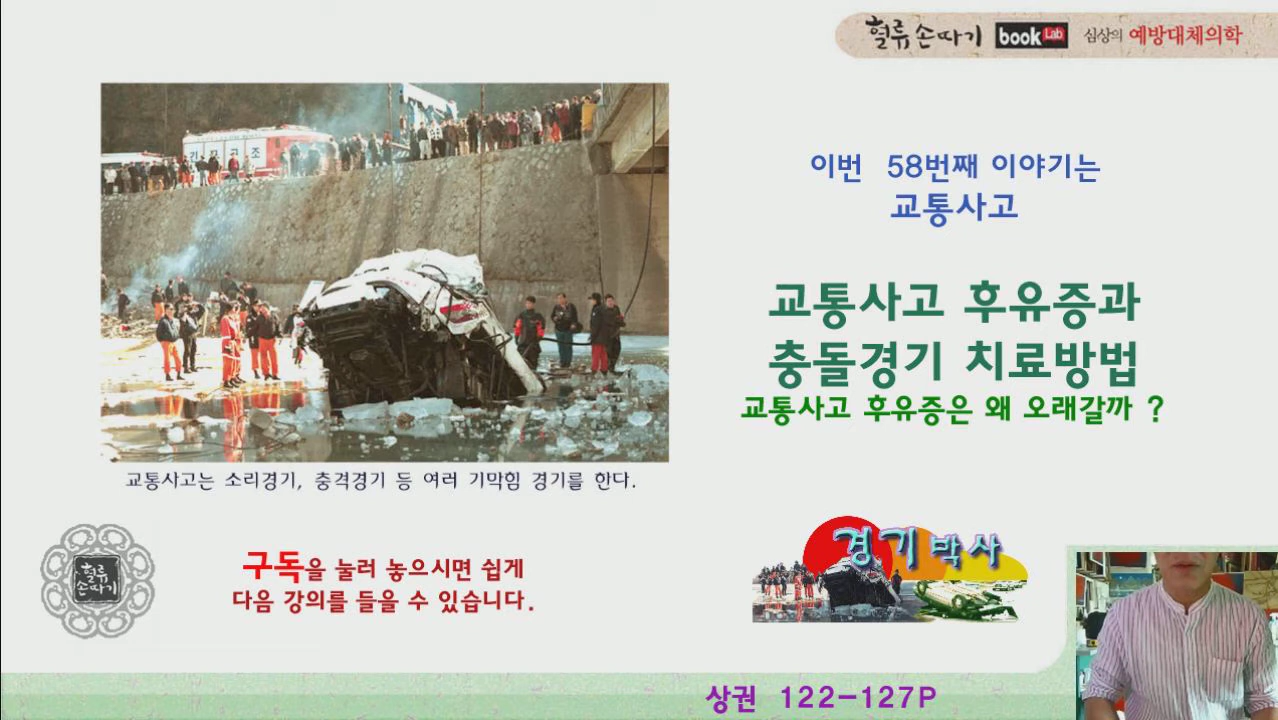 혈류 손따기 book Lab 심상의 예방대체의학
이번 58번째 이야기는
교통사고
긴급구조
교통사고 후유증과
충돌경기 치료방법
교통사고 후유증은 왜 오래갈까 ?
교통사고는 소리경기, 충격경기 등 여러 기막힘 경기를 한다.
혈류
손따기
구독을 눌러 놓으시면 쉽게
다음 강의를 들을 수 있습니다.
경기박사
상권 122-127P